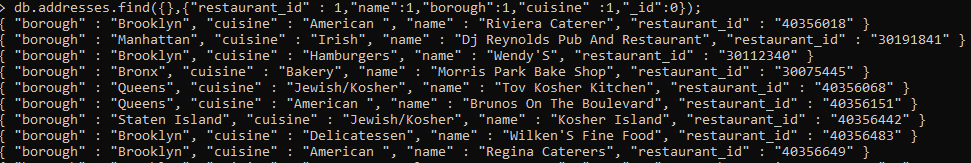 > db.addresses.find({},{"restaurant_id" : 1,"name":1,"borough":1,"cuisine" :1,"_id":0});
{ "borough" : "Brooklyn", "cuisine" : "American ", "name" : "Riviera Caterer", "restaurant_id" : "40356018" }
{ "borough" : "Manhattan", "cuisine" : "Irish", "name" : "Dj Reynolds Pub And Restaurant", "restaurant_id" : "30191841" }
{ "borough" : "Brooklyn", "cuisine" : "Hamburgers", "name" : "Wendy'S", "restaurant_id" : "30112340" }
{ "borough" : "Bronx", "cuisine" : "Bakery", "name" : "Morris Park Bake Shop", "restaurant_id" : "30075445" }
{ "borough" : "Queens", "cuisine" : "Jewish/Kosher", "name" : "Tov Kosher Kitchen", "restaurant_id" : "40356068" }
{ "borough" : "Queens", "cuisine" : "American ", "name" : "Brunos On The Boulevard", "restaurant_id" : "40356151" }
{ "borough" : "Staten Island", "cuisine" : "Jewish/Kosher", "name" : "Kosher Island", "restaurant_id" : "40356442" }
{ "borough" : "Brooklyn", "cuisine" : "Delicatessen", "name" : "Wilken'S Fine Food", "restaurant_id" : "40356483" }
{ "borough" : "Brooklyn", "cuisine" : "American ", "name" : "Regina Caterers", "restaurant_id" : "40356649" }